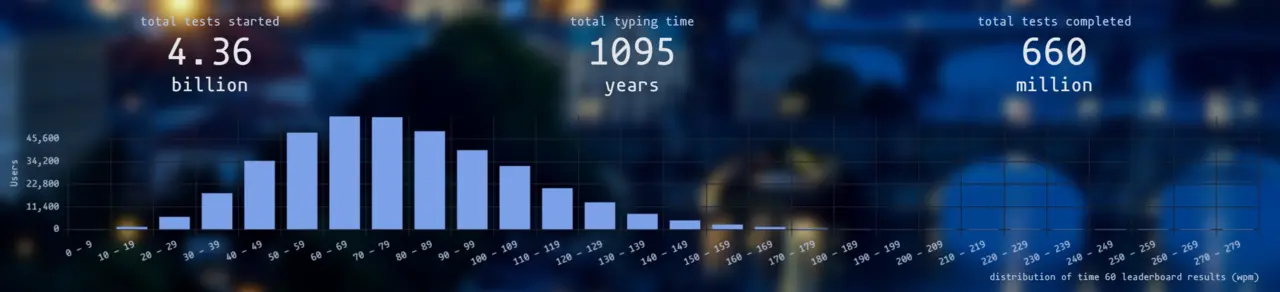 total tests started
4.36
billion
total typing time
1095
years
total tests completed
660
million
Users
45,600
34,200
22,800
11,400
0
0 - 9
10 - 19
20 - 29
30 - 39
40 - 49
50 - 59
60 - 69
70 - 79
80 - 89
90 - 99
100 - 109
110 - 119
120 - 129
130 - 139
140 - 149
150 - 159
160 - 169
170 - 179
180 - 189
190 - 199
200 - 209
210 - 219
220 - 229
230 - 239
240 - 249
250 - 259
260 - 269
270 - 279
distribution of time 60 leaderboard results (wpm)